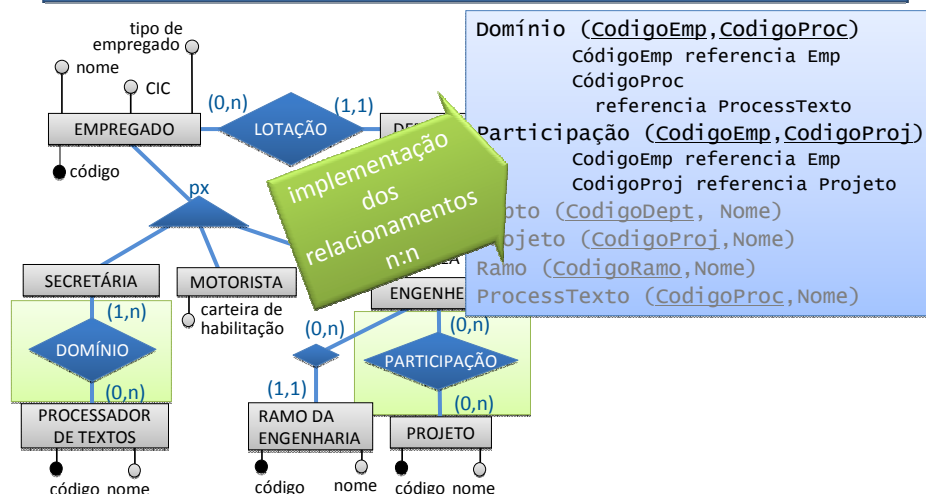 tipo de
empregado
nome
CIC
(0,n)
(1,1)
EMPREGADO
LOTAÇÃO
código
px
SECRETÁRIA
MOTORISTA
carteira de
habilitação
(1,n)
DOMÍNIO
(0,n)
PROCESSADOR
DE TEXTOS
código nome
(0,n)
(0,n)
PARTICIPAÇÃO
(1,1)
(0,n)
RAMO DA
ENGENHARIA
PROJETO
código
nome
código nome
implementação
dos
relacionamentos
n:n
Domínio (CodigoEmp,CodigoProc)
CódigoEmp referencia Emp
CódigoProc
referencia ProcessTexto
Participação (CodigoEmp,CodigoProj)
CodigoEmp referencia Emp
CodigoProj referencia Projeto
(CodigoDept, Nome)
(CodigoProj,Nome)
Ramo (CodigoRamo,Nome)
ProcessTexto (CodigoProc,Nome)